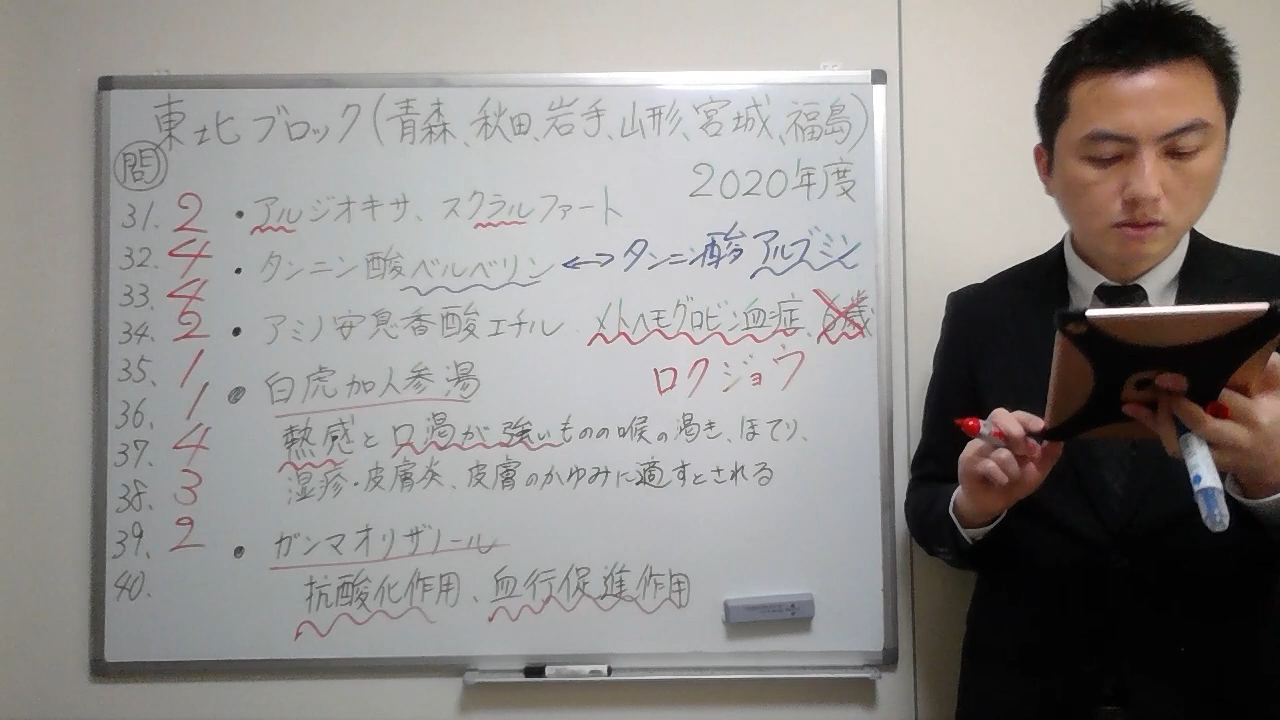 東北ブロック(青森、秋田、岩手、山形、宮城、福島)
問
2020年度
31. 2 ・アルジオキサ、スクラルファート
32. 4 ・タンニン酸ベルベリン ↔ タンニン酸アルブミン
33. 4
34. 2 ・アミノ安息香酸エチル メトヘモグロビン血症、6歳
35. 1 ロクジョウ
36. 1 ・白虎加人参湯
37. 4 熱感と口渇が強いものの喉の渇き、ほてり、
38. 3 湿疹・皮膚炎、皮膚のかゆみに適すとされる
39. 2 ・ガンマオリザノール
40. 抗酸化作用、血行促進作用